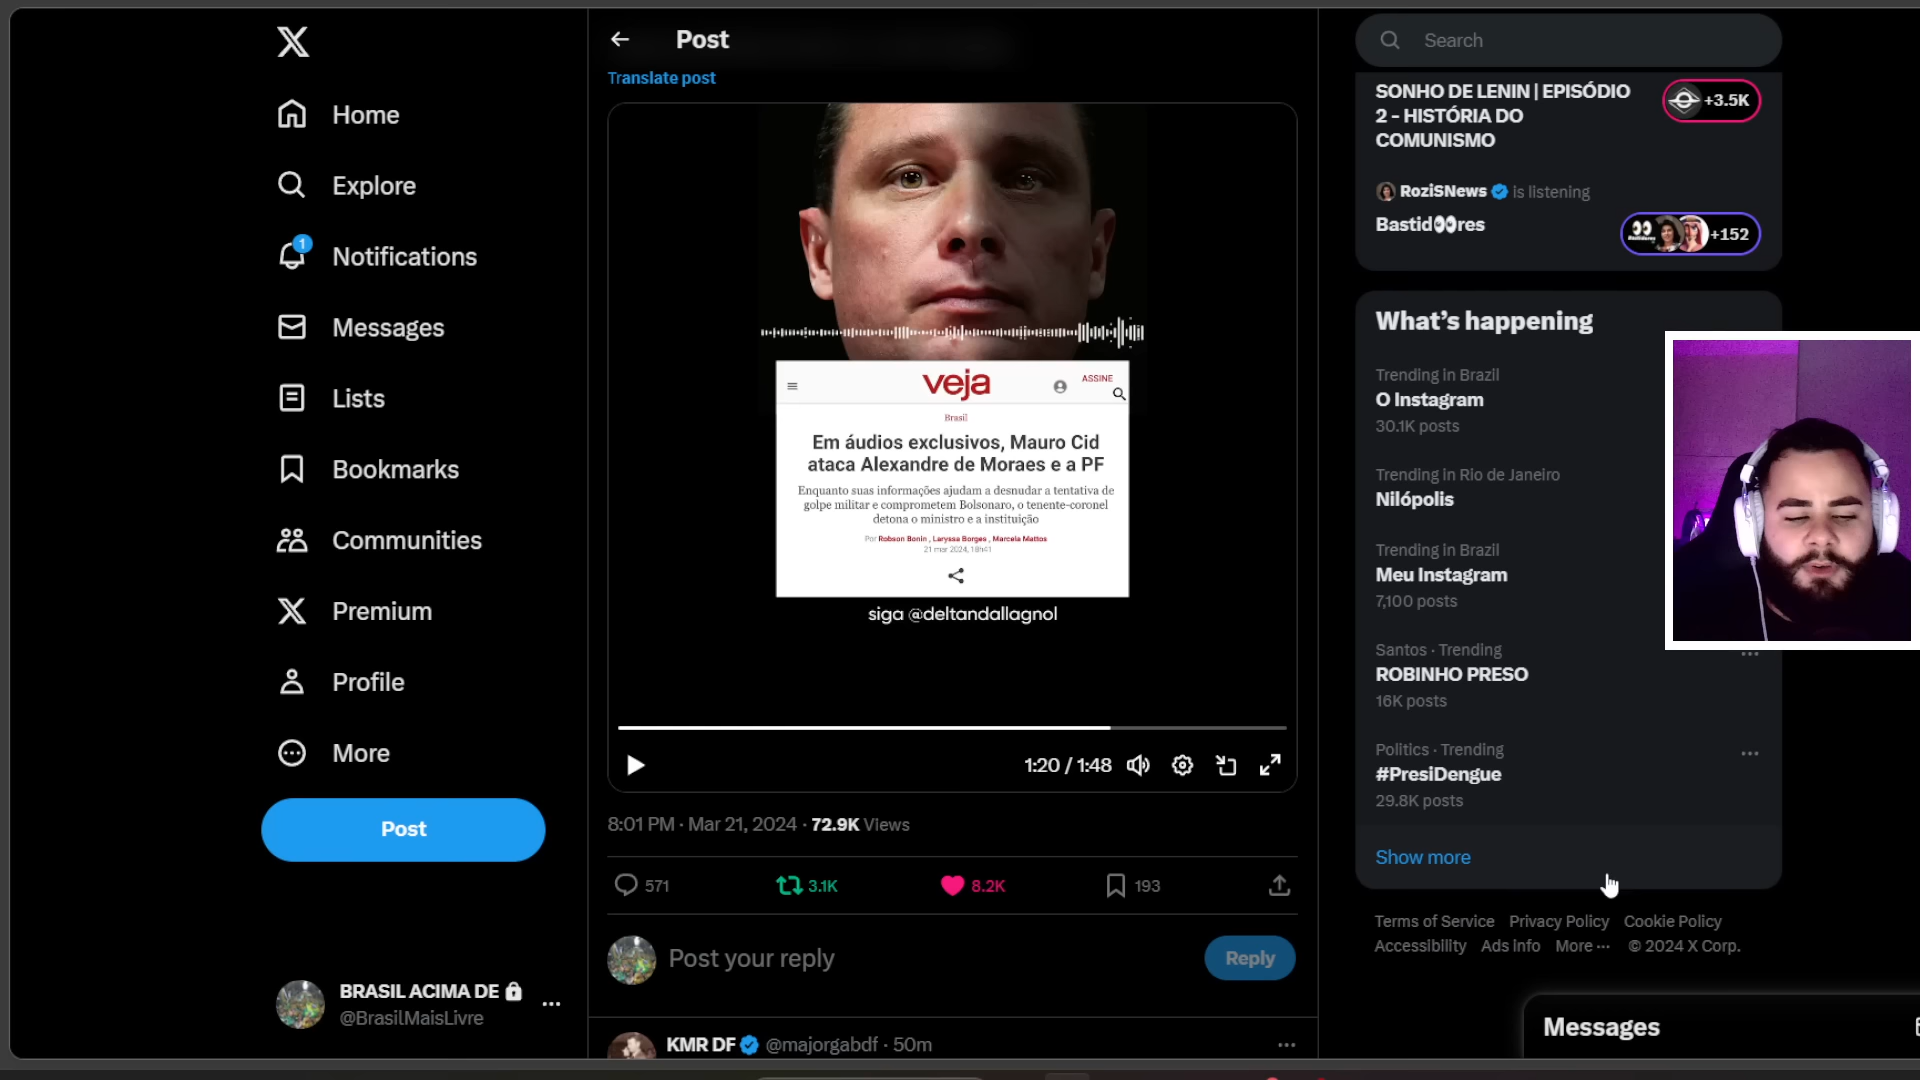 Home
Explore
1
Notifications
Messages
Lists
Bookmarks
Communities
Premium
Profile
More
Post
BRASIL ACIMA DE
@BrasilMaisLivre
Post
Translate post
veja
ASSINE
Brasil
Em áudios exclusivos, Mauro Cid
ataca Alexandre de Moraes e a PF
Enquanto suas informações ajudam a desnudar a tentativa de
golpe militar e comprometem Bolsonaro, o tenente-coronel
detona o ministro e a instituição
Por Robson Bonin , Laryssa Borges , Marcela Mattos
21 mar 2024, 18h41
siga @deltandallagnol
1:20 / 1:48
8:01 PM · Mar 21, 2024 · 72.9K Views
571
3.1K
8.2K
193
Post your reply
Reply
KMR DF @majorgabdf · 50m
Search
SONHO DE LENIN | EPISÓDIO
2 - HISTÓRIA DO
COMUNISMO
+3.5K
RoziSNews is listening
Bastid👀res
+152
What's happening
Trending in Brazil
O Instagram
30.1K posts
Trending in Rio de Janeiro
Nilópolis
Trending in Brazil
Meu Instagram
7,100 posts
Santos · Trending
ROBINHO PRESO
16K posts
Politics · Trending
#PresiDengue
29.8K posts
Show more
Terms of Service Privacy Policy Cookie Policy
Accessibility Ads info More ··· © 2024 X Corp.
Messages